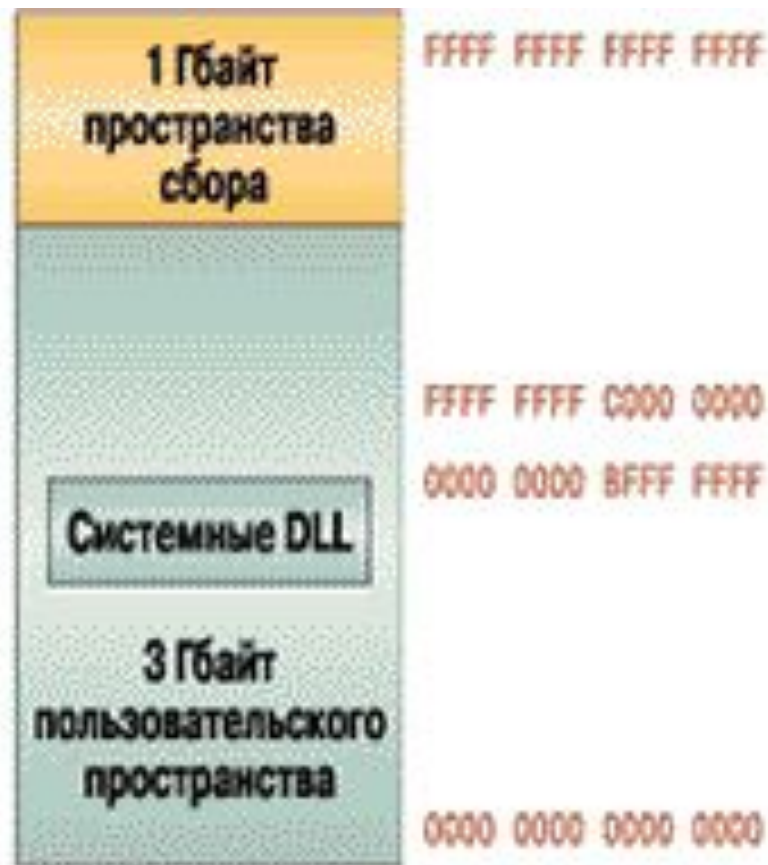 1 Гбайт
пространства
сбора
FFFF FFFF FFFF FFFF
FFFF FFFF C000 0000
0000 0000 BFFF FFFF
Системные DLL
3 Гбайт
пользовательского
пространства
0000 0000 0000 0000